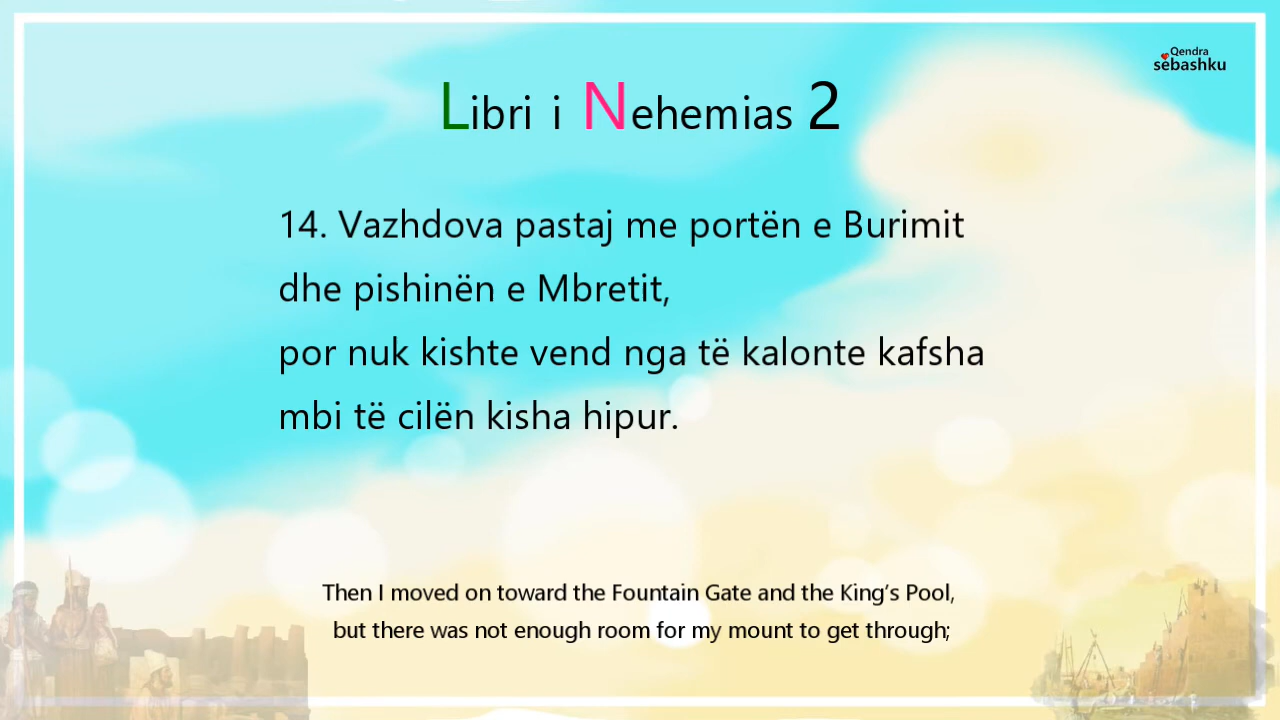 Qendra
sëbashku
Libri i Nehemias 2
14. Vazhdova pastaj me portën e Burimit
dhe pishinën e Mbretit,
por nuk kishte vend nga të kalonte kafsha
mbi të cilën kisha hipur.
Then I moved on toward the Fountain Gate and the King’s Pool,
but there was not enough room for my mount to get through;